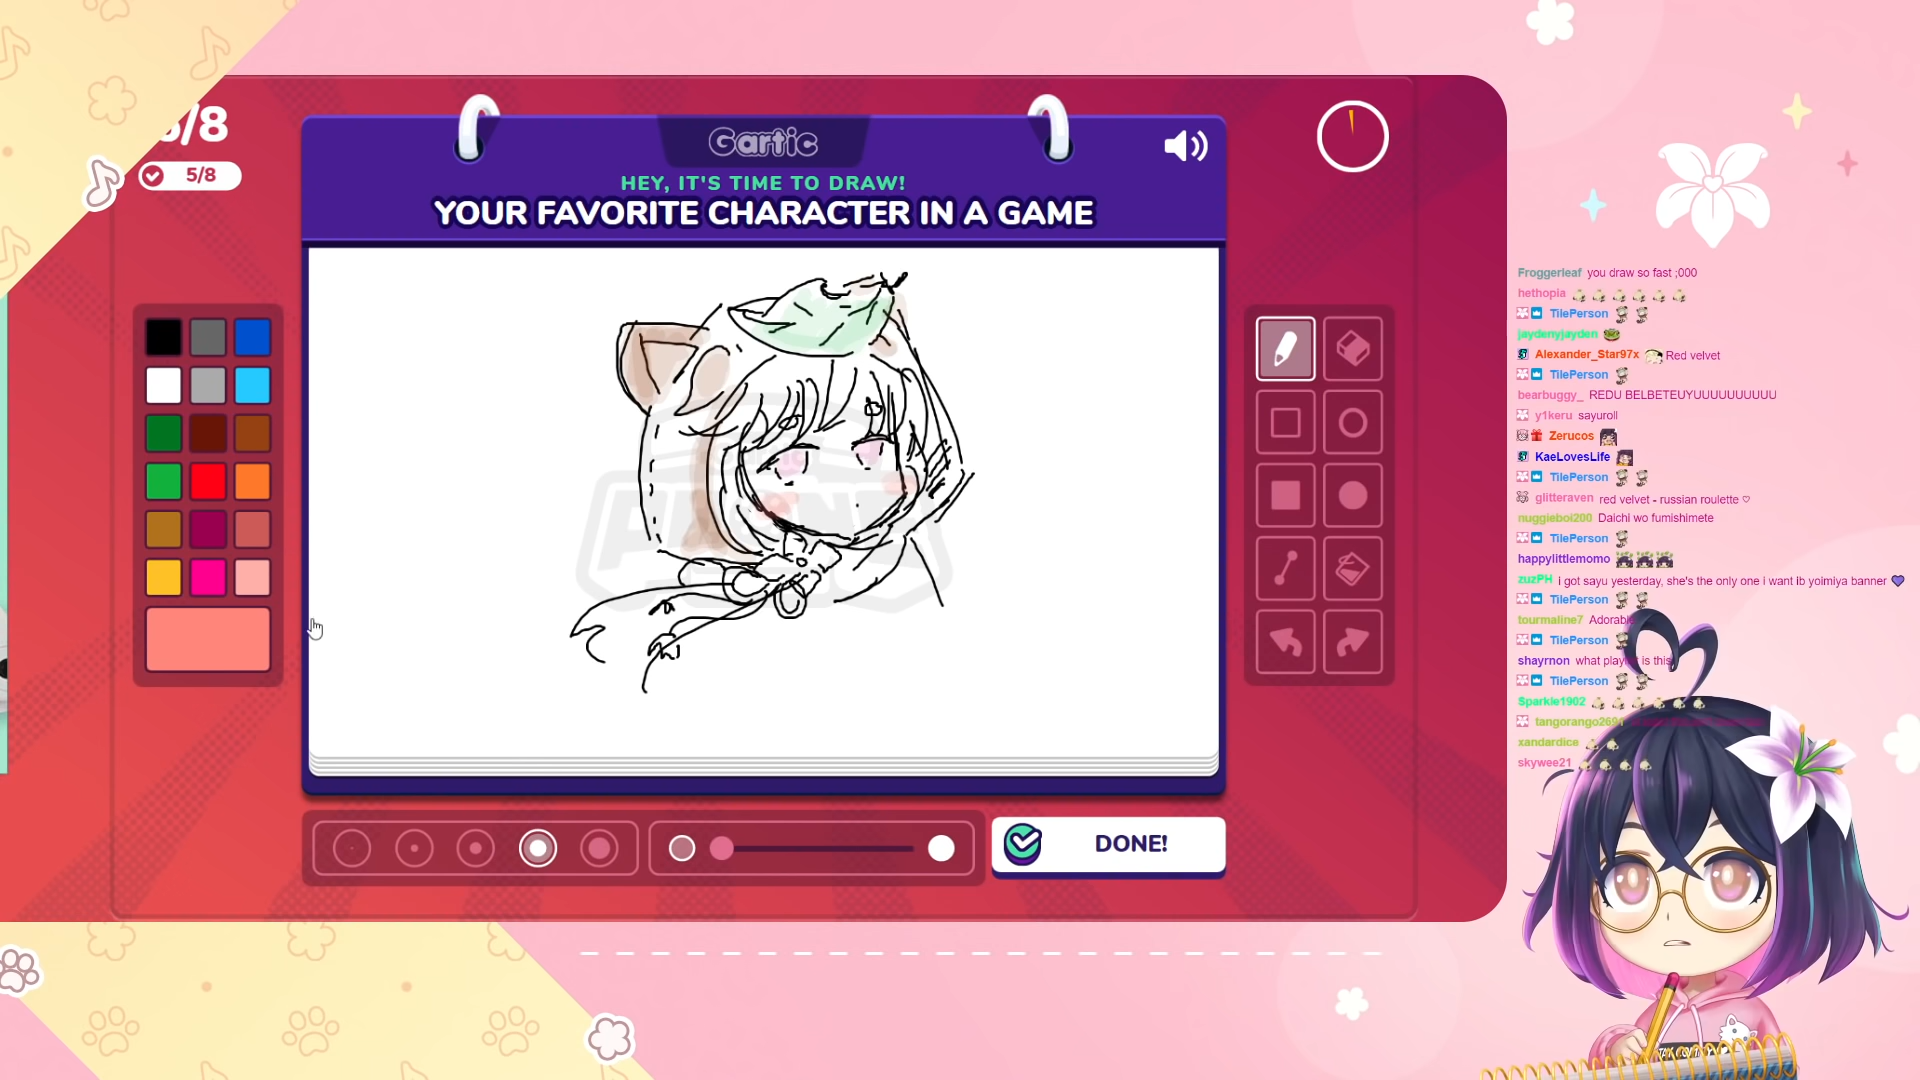 5/8
5/8
Gartic
HEY, IT'S TIME TO DRAW!
YOUR FAVORITE CHARACTER IN A GAME
DONE!
Froggerleaf you draw so fast ;000
hethopia
TilePerson
jaydenyjayden
Alexander_Star97x Red velvet
TilePerson
bearbuggy_ REDU BELBETEUYUUUUUUUUUU
y1keru sayuroll
Zerucos
KaeLovesLife
TilePerson
glitteraven red velvet - russian roulette ♡
nuggieboi200 Daichi wo fumishimete
TilePerson
happylittlemomo
zuzPH i got sayu yesterday, she's the only one i want ib yoimiya banner 💜
TilePerson
tourmaline7 Adorable
TilePerson
shayrnon what playlist is this
TilePerson
Sparkle1902
tangorango2694
xandardice
skywee21